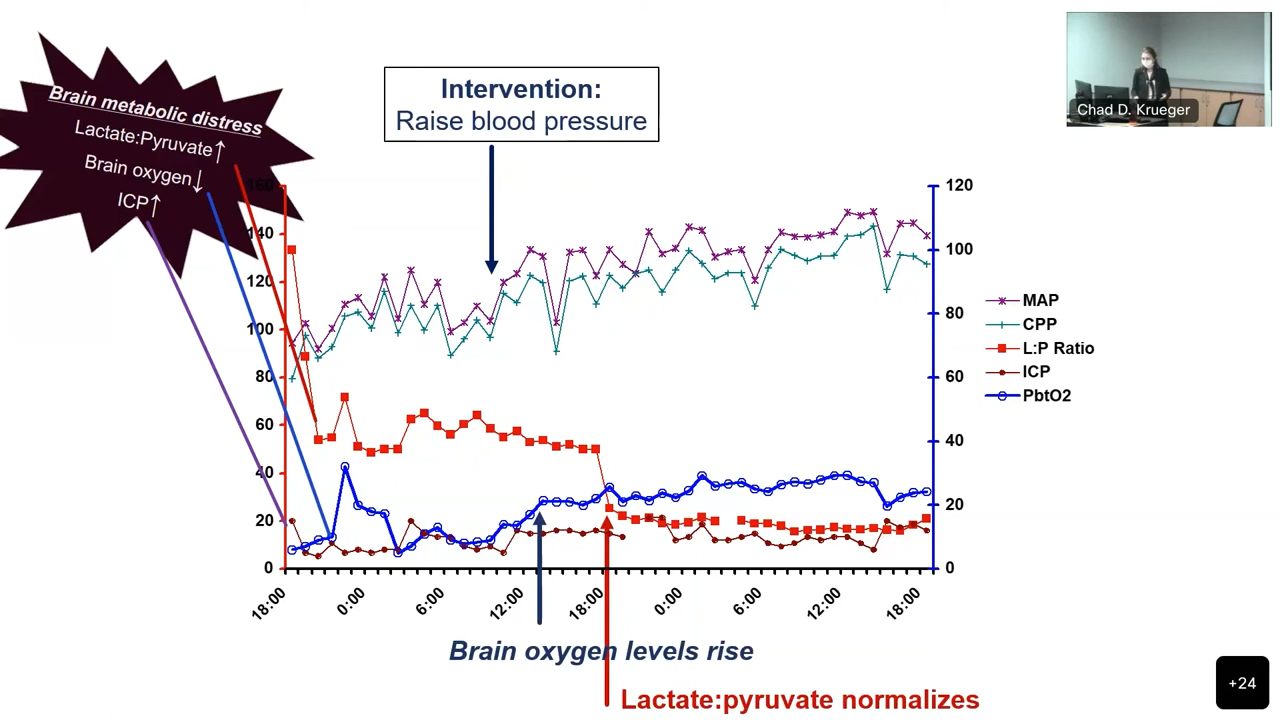 Brain metabolic distress
Lactate:Pyruvate↑
Brain oxygen↓
ICP↑
Intervention:
Raise blood pressure
Chad D. Krueger
160
140
120
100
80
60
40
20
0
120
100
80
60
40
20
0
MAP
CPP
L:P Ratio
ICP
PbtO2
18:00
0:00
6:00
12:00
18:00
0:00
6:00
12:00
18:00
Brain oxygen levels rise
Lactate:pyruvate normalizes
+24